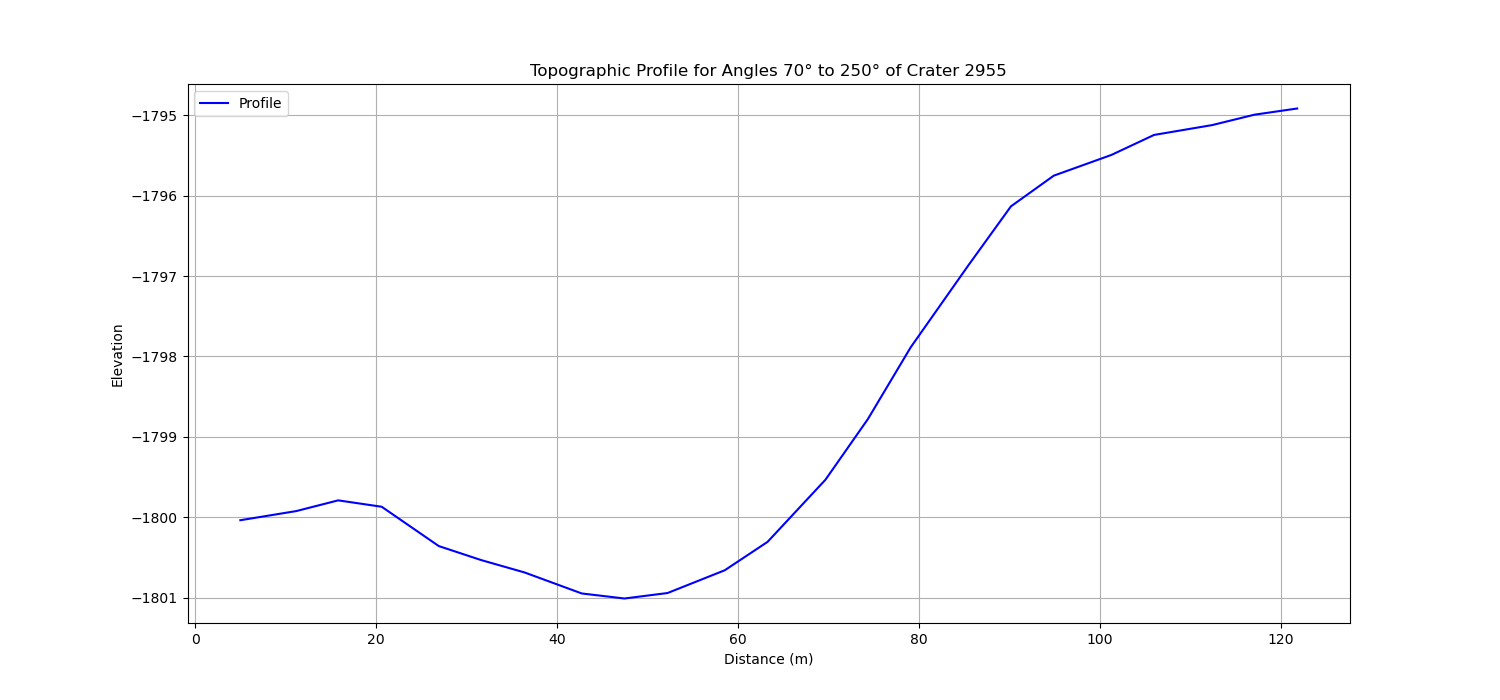 Topographic Profile for Angles 70° to 250° of Crater 2955
Profile
−1795
−1796
−1797
−1798
−1799
−1800
−1801
Elevation
0 20 40 60 80 100 120
Distance (m)